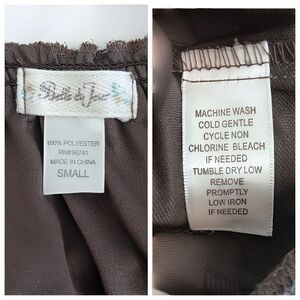 Belle du Jour
100% POLYESTER
RN#96741
MADE IN CHINA
SMALL
MACHINE WASH
COLD GENTLE
CYCLE NON
CHLORINE BLEACH
IF NEEDED
TUMBLE DRY LOW
REMOVE
PROMPTLY
LOW IRON
IF NEEDED